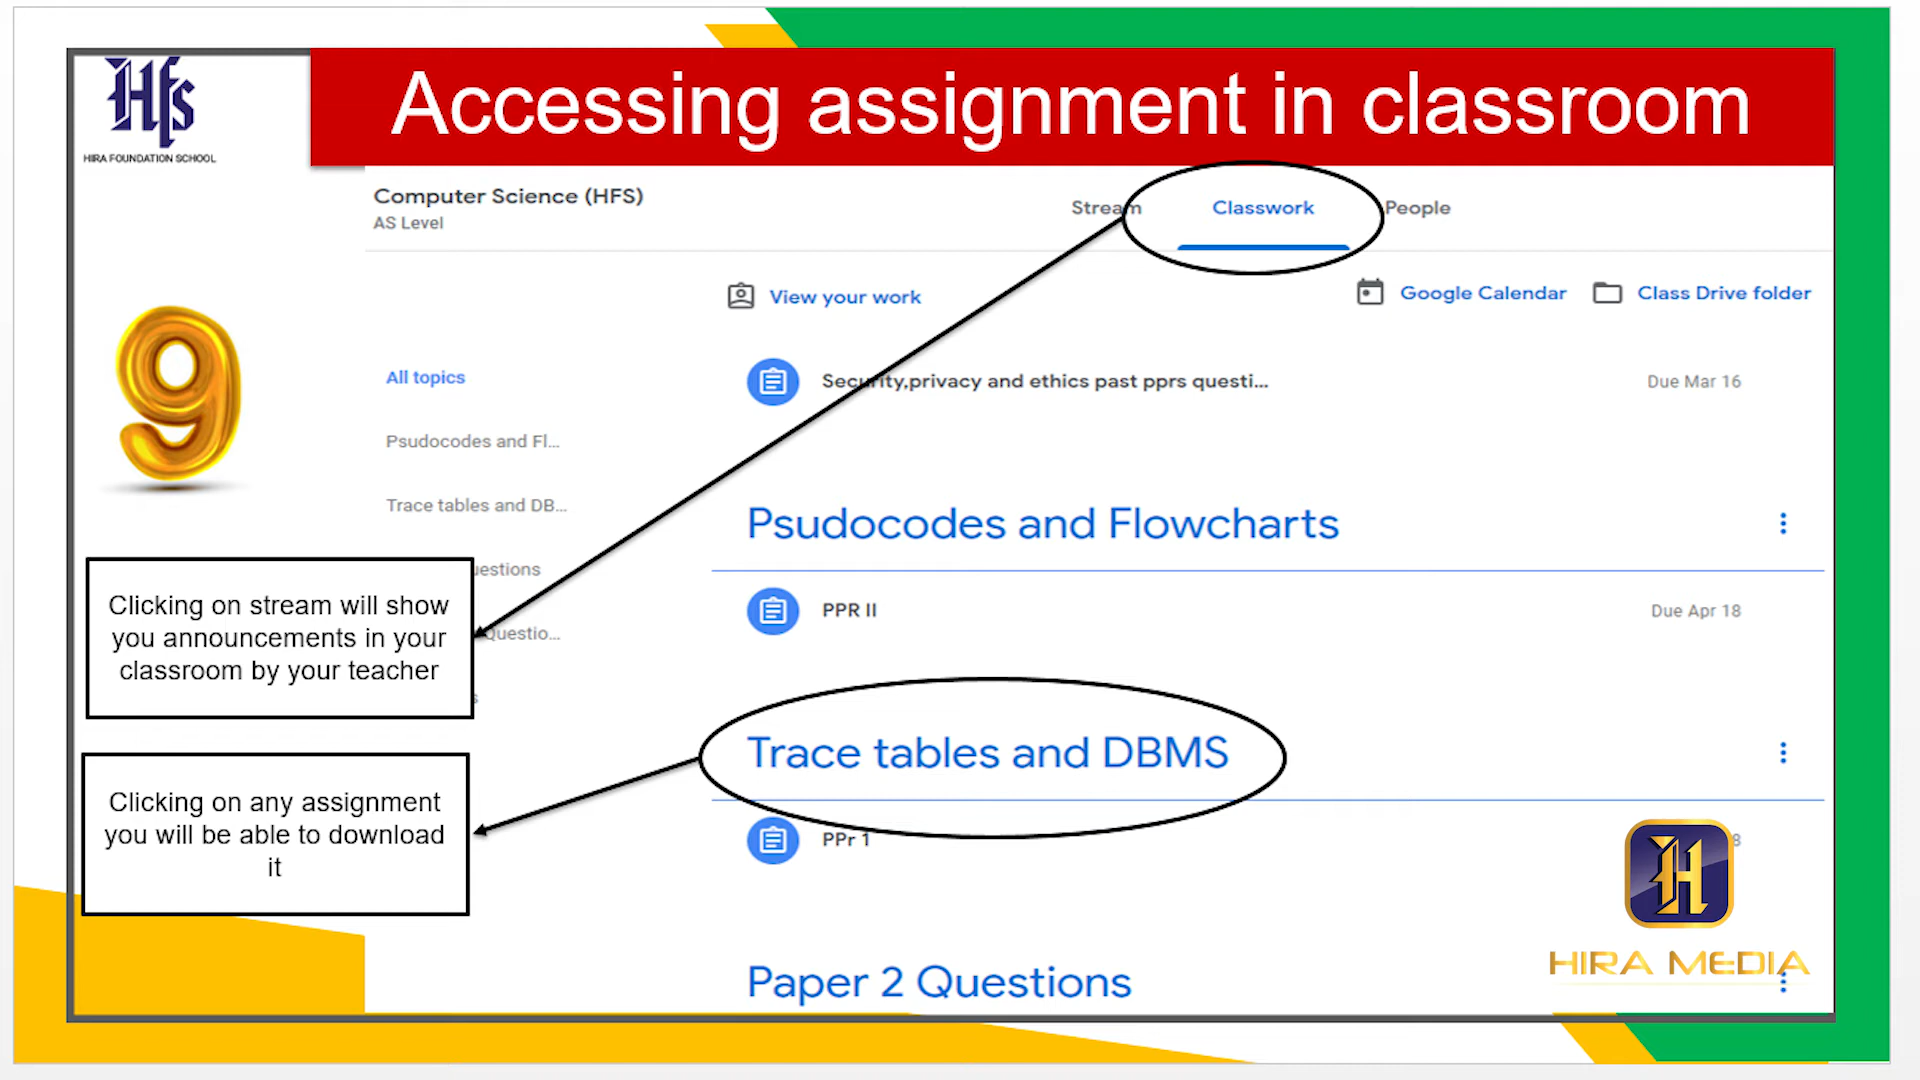 Hfs
HIRA FOUNDATION SCHOOL
Accessing assignment in classroom
Computer Science (HFS)
AS Level
Stream
Classwork
People
View your work
Google Calendar
Class Drive folder
9
All topics
Psudocodes and Fl...
Trace tables and DB...
Security,privacy and ethics past pprs questi...
Due Mar 16
Psudocodes and Flowcharts
PPR II
Due Apr 18
Clicking on stream will show
you announcements in your
classroom by your teacher
Trace tables and DBMS
PPr 1
Clicking on any assignment
you will be able to download
it
Paper 2 Questions
H
HIRA MEDIA